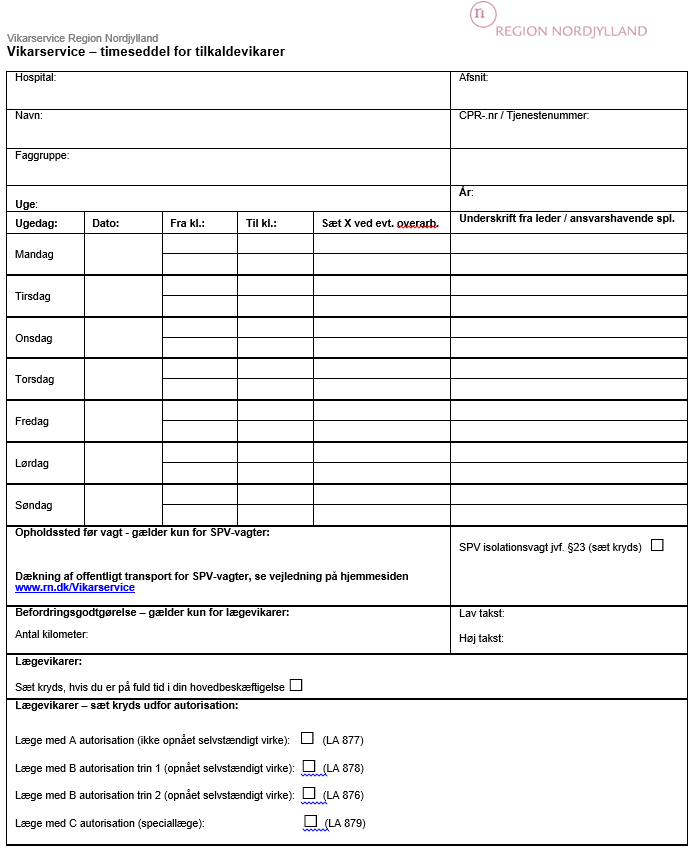 n
REGION NORDJYLLAND
Vikarservice Region Nordjylland
Vikarservice – timeseddel for tilkaldevikarer
Hospital: Afsnit:
Navn: CPR-.nr / Tjenestenummer:
Faggruppe:
Uge: År:
Ugedag: Dato: Fra kl.: Til kl.: Sæt X ved evt. overarb. Underskrift fra leder / ansvarshavende spl.
Mandag
Tirsdag
Onsdag
Torsdag
Fredag
Lørdag
Søndag
Opholdssted før vagt - gælder kun for SPV-vagter:
SPV isolationsvagt jvf. §23 (sæt kryds) ☐
Dækning af offentligt transport for SPV-vagter, se vejledning på hjemmesiden
www.rn.dk/Vikarservice
Befordringsgodtgørelse – gælder kun for lægevikarer: Lav takst:
Antal kilometer: Høj takst:
Lægevikarer:
Sæt kryds, hvis du er på fuld tid i din hovedbeskæftigelse ☐
Lægevikarer – sæt kryds udfor autorisation:
Læge med A autorisation (ikke opnået selvstændigt virke): ☐ (LA 877)
Læge med B autorisation trin 1 (opnået selvstændigt virke): ☐ (LA 878)
Læge med B autorisation trin 2 (opnået selvstændigt virke): ☐ (LA 876)
Læge med C autorisation (speciallæge): ☐ (LA 879)